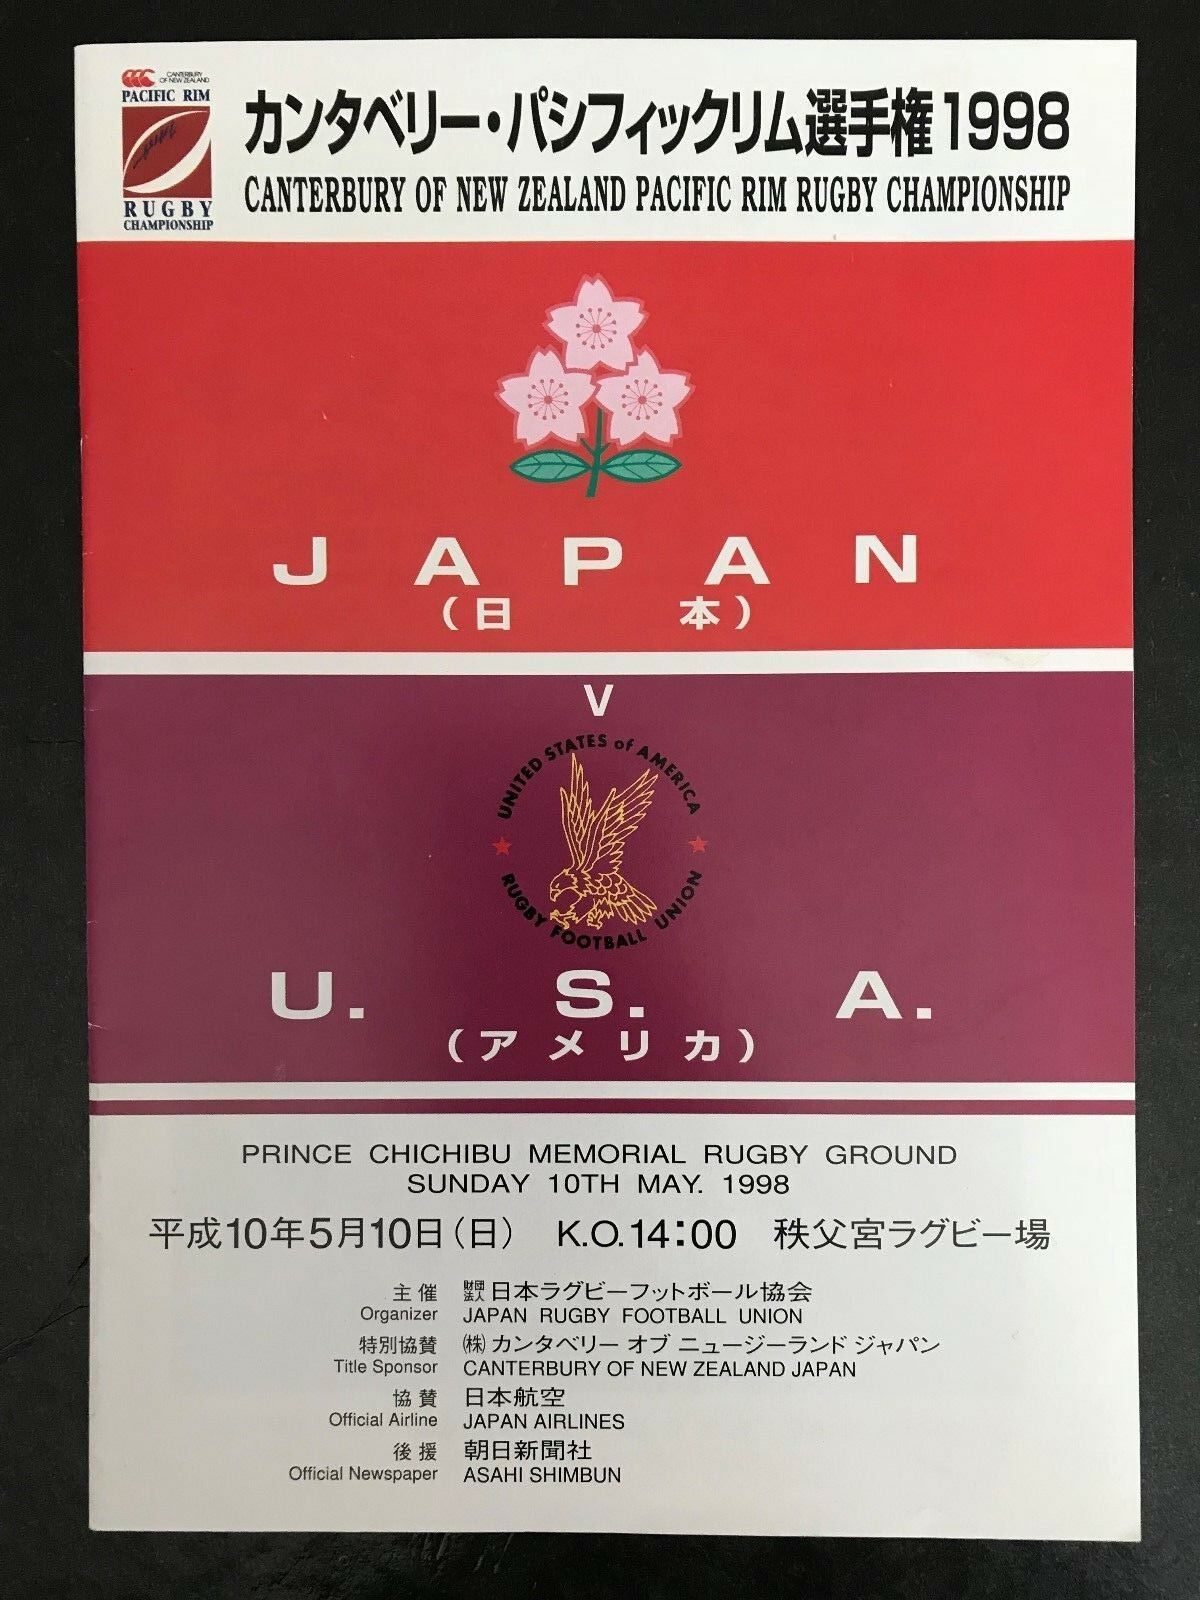 CANTERBURY
OF NEW ZEALAND
PACIFIC RIM
RUGBY
CHAMPIONSHIP
カンタベリー・パシフィックリム選手権1998
CANTERBURY OF NEW ZEALAND PACIFIC RIM RUGBY CHAMPIONSHIP
JAPAN
(日本)
V
UNITED STATES of AMERICA
RUGBY FOOTBALL UNION
U.S.A.
(アメリカ)
PRINCE CHICHIBU MEMORIAL RUGBY GROUND
SUNDAY 10TH MAY. 1998
平成10年5月10日(日) K.O.14:00 秩父宮ラグビー場
主催 財団法人 日本ラグビーフットボール協会
Organizer JAPAN RUGBY FOOTBALL UNION
特別協賛 ㈱カンタベリー オブ ニュージーランド ジャパン
Title Sponsor CANTERBURY OF NEW ZEALAND JAPAN
協賛 日本航空
Official Airline JAPAN AIRLINES
後援 朝日新聞社
Official Newspaper ASAHI SHIMBUN